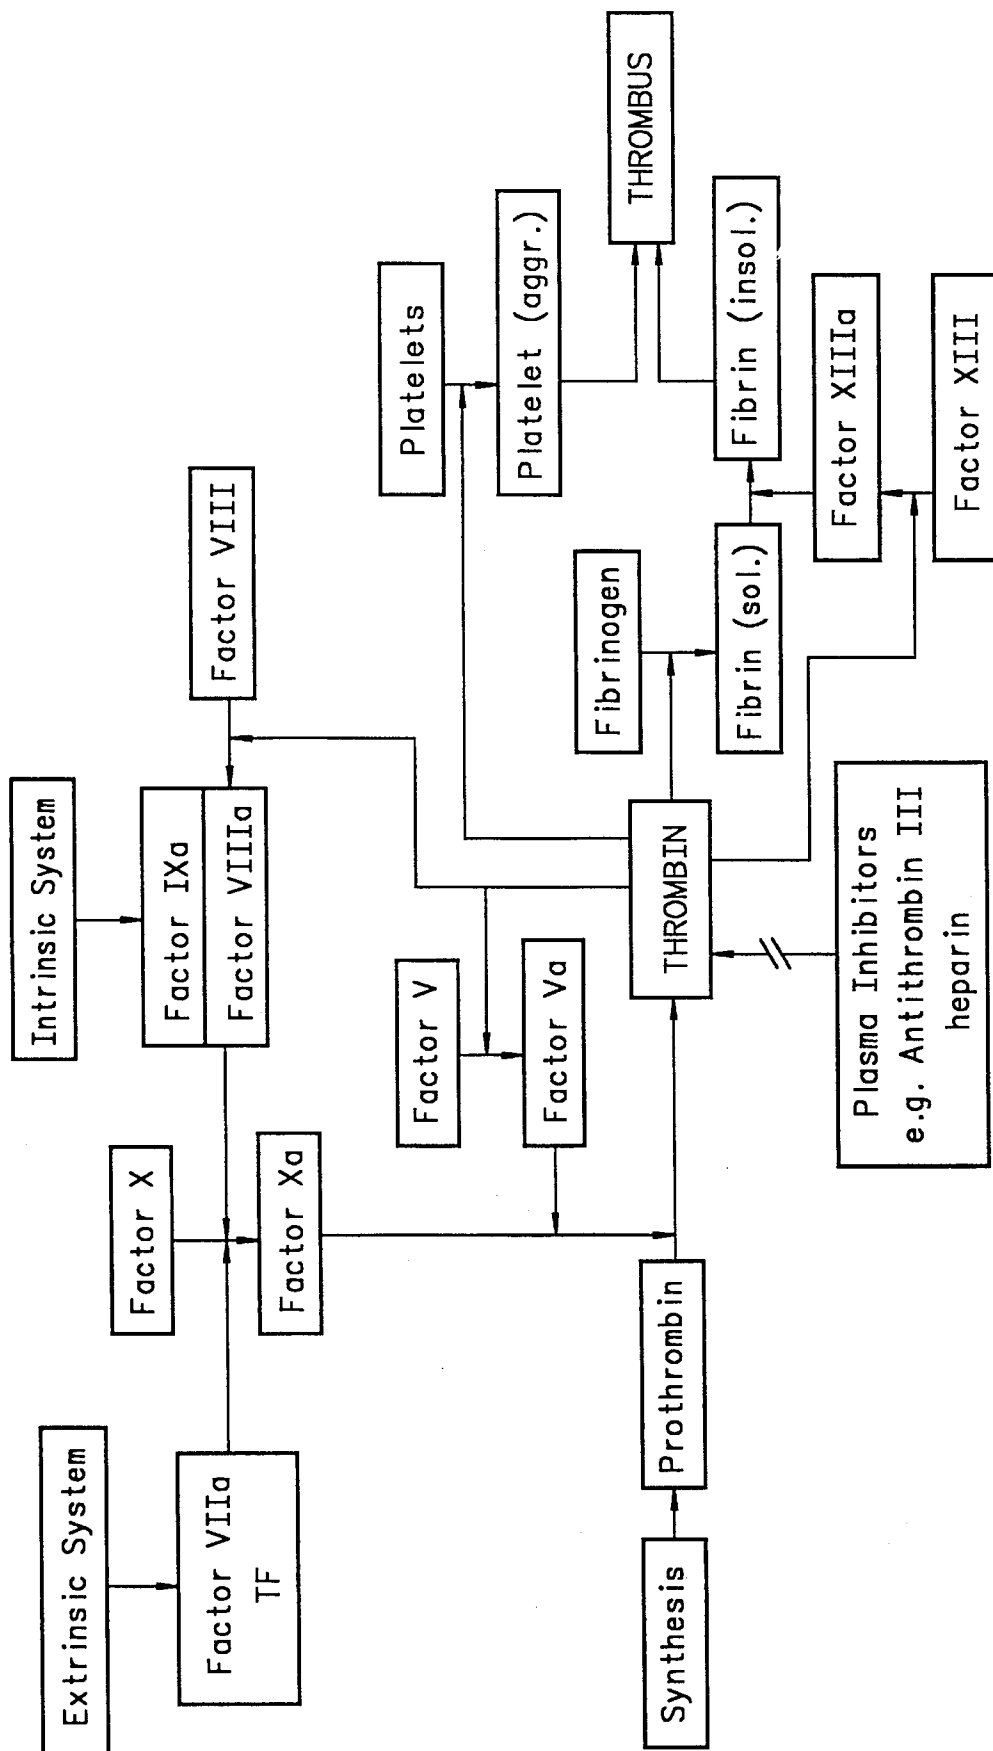 Extrinsic System
Factor VIIa
TF
Intrinsic System
Factor X
Factor Xa
Factor IXa
Factor VIIIa
Factor VIII
Factor V
Factor Va
Platelets
Platelet (aggr.)
THROMBUS
Synthesis
Prothrombin
THROMBIN
Fibrinogen
Fibrin (sol.)
Fibrin (insol.)
Factor XIIIa
Factor XIII
Plasma Inhibitors
e.g. Antithrombin III
heparin